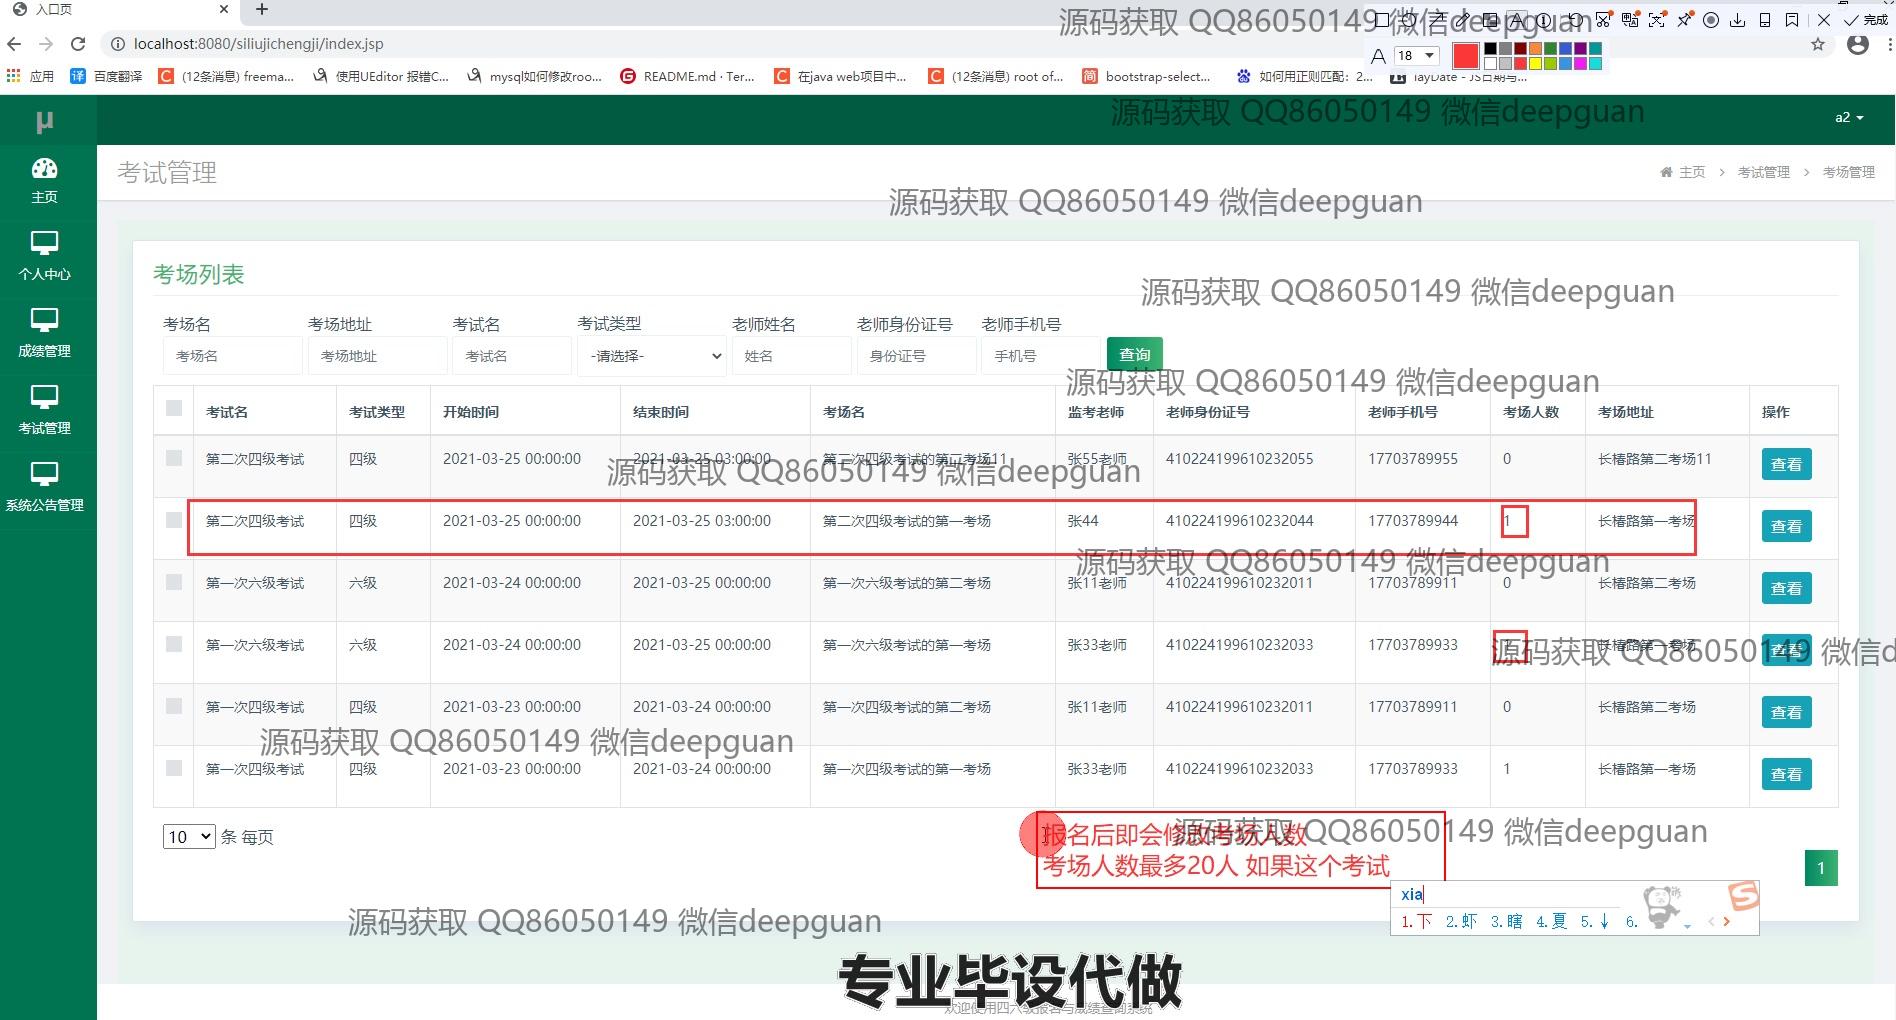 入口页
源码获取 QQ86050149 微信deepguan
完成
localhost:8080/siliujichengji/index.jsp
A 18
应用 百度翻译 (12条消息) freema... 使用UEditor 报错C... mysql如何修改roo... README.md · Ter... 在java web项目中... (12条消息) root of... bootstrap-select... 如何用正则匹配：2... layDate - JS日期与...
源码获取 QQ86050149 微信deepguan
μ
a2
主页
个人中心
成绩管理
考试管理
系统公告管理
考试管理
主页 > 考试管理 > 考场管理
源码获取 QQ86050149 微信deepguan
考场列表
源码获取 QQ86050149 微信deepguan
考场名 考场地址 考试名 考试类型 老师姓名 老师身份证号 老师手机号
考场名 考场地址 考试名 -请选择- 姓名 身份证号 手机号 查询
源码获取 QQ86050149 微信deepguan
考试名 考试类型 开始时间 结束时间 考场名 监考老师 老师身份证号 老师手机号 考场人数 考场地址 操作
第二次四级考试 四级 2021-03-25 00:00:00 2021-03-25 03:00:00 第二次四级考试的第二考场11 张55老师 410224199610232055 17703789955 0 长椿路第二考场11 查看
源码获取 QQ86050149 微信deepguan
第二次四级考试 四级 2021-03-25 00:00:00 2021-03-25 03:00:00 第二次四级考试的第一考场 张44 410224199610232044 17703789944 1 长椿路第一考场 查看
源码获取 QQ86050149 微信deepguan
第一次六级考试 六级 2021-03-24 00:00:00 2021-03-25 00:00:00 第一次六级考试的第二考场 张11老师 410224199610232011 17703789911 0 长椿路第二考场 查看
第一次六级考试 六级 2021-03-24 00:00:00 2021-03-25 00:00:00 第一次六级考试的第一考场 张33老师 410224199610232033 17703789933 1 长椿路第一考场 查看
源码获取 QQ86050149 微信d
第一次四级考试 四级 2021-03-23 00:00:00 2021-03-24 00:00:00 第一次四级考试的第二考场 张11老师 410224199610232011 17703789911 0 长椿路第二考场 查看
源码获取 QQ86050149 微信deepguan
第一次四级考试 四级 2021-03-23 00:00:00 2021-03-24 00:00:00 第一次四级考试的第一考场 张33老师 410224199610232033 17703789933 1 长椿路第一考场 查看
10 条 每页
报名后即会修改考场人数
源码获取 QQ86050149 微信deepguan
考场人数最多20人 如果这个考试
1
xia
1.下 2.虾 3.瞎 4.夏 5.↓ 6.
源码获取 QQ86050149 微信deepguan
专业毕设代做
欢迎使用四六级报名与成绩查询系统